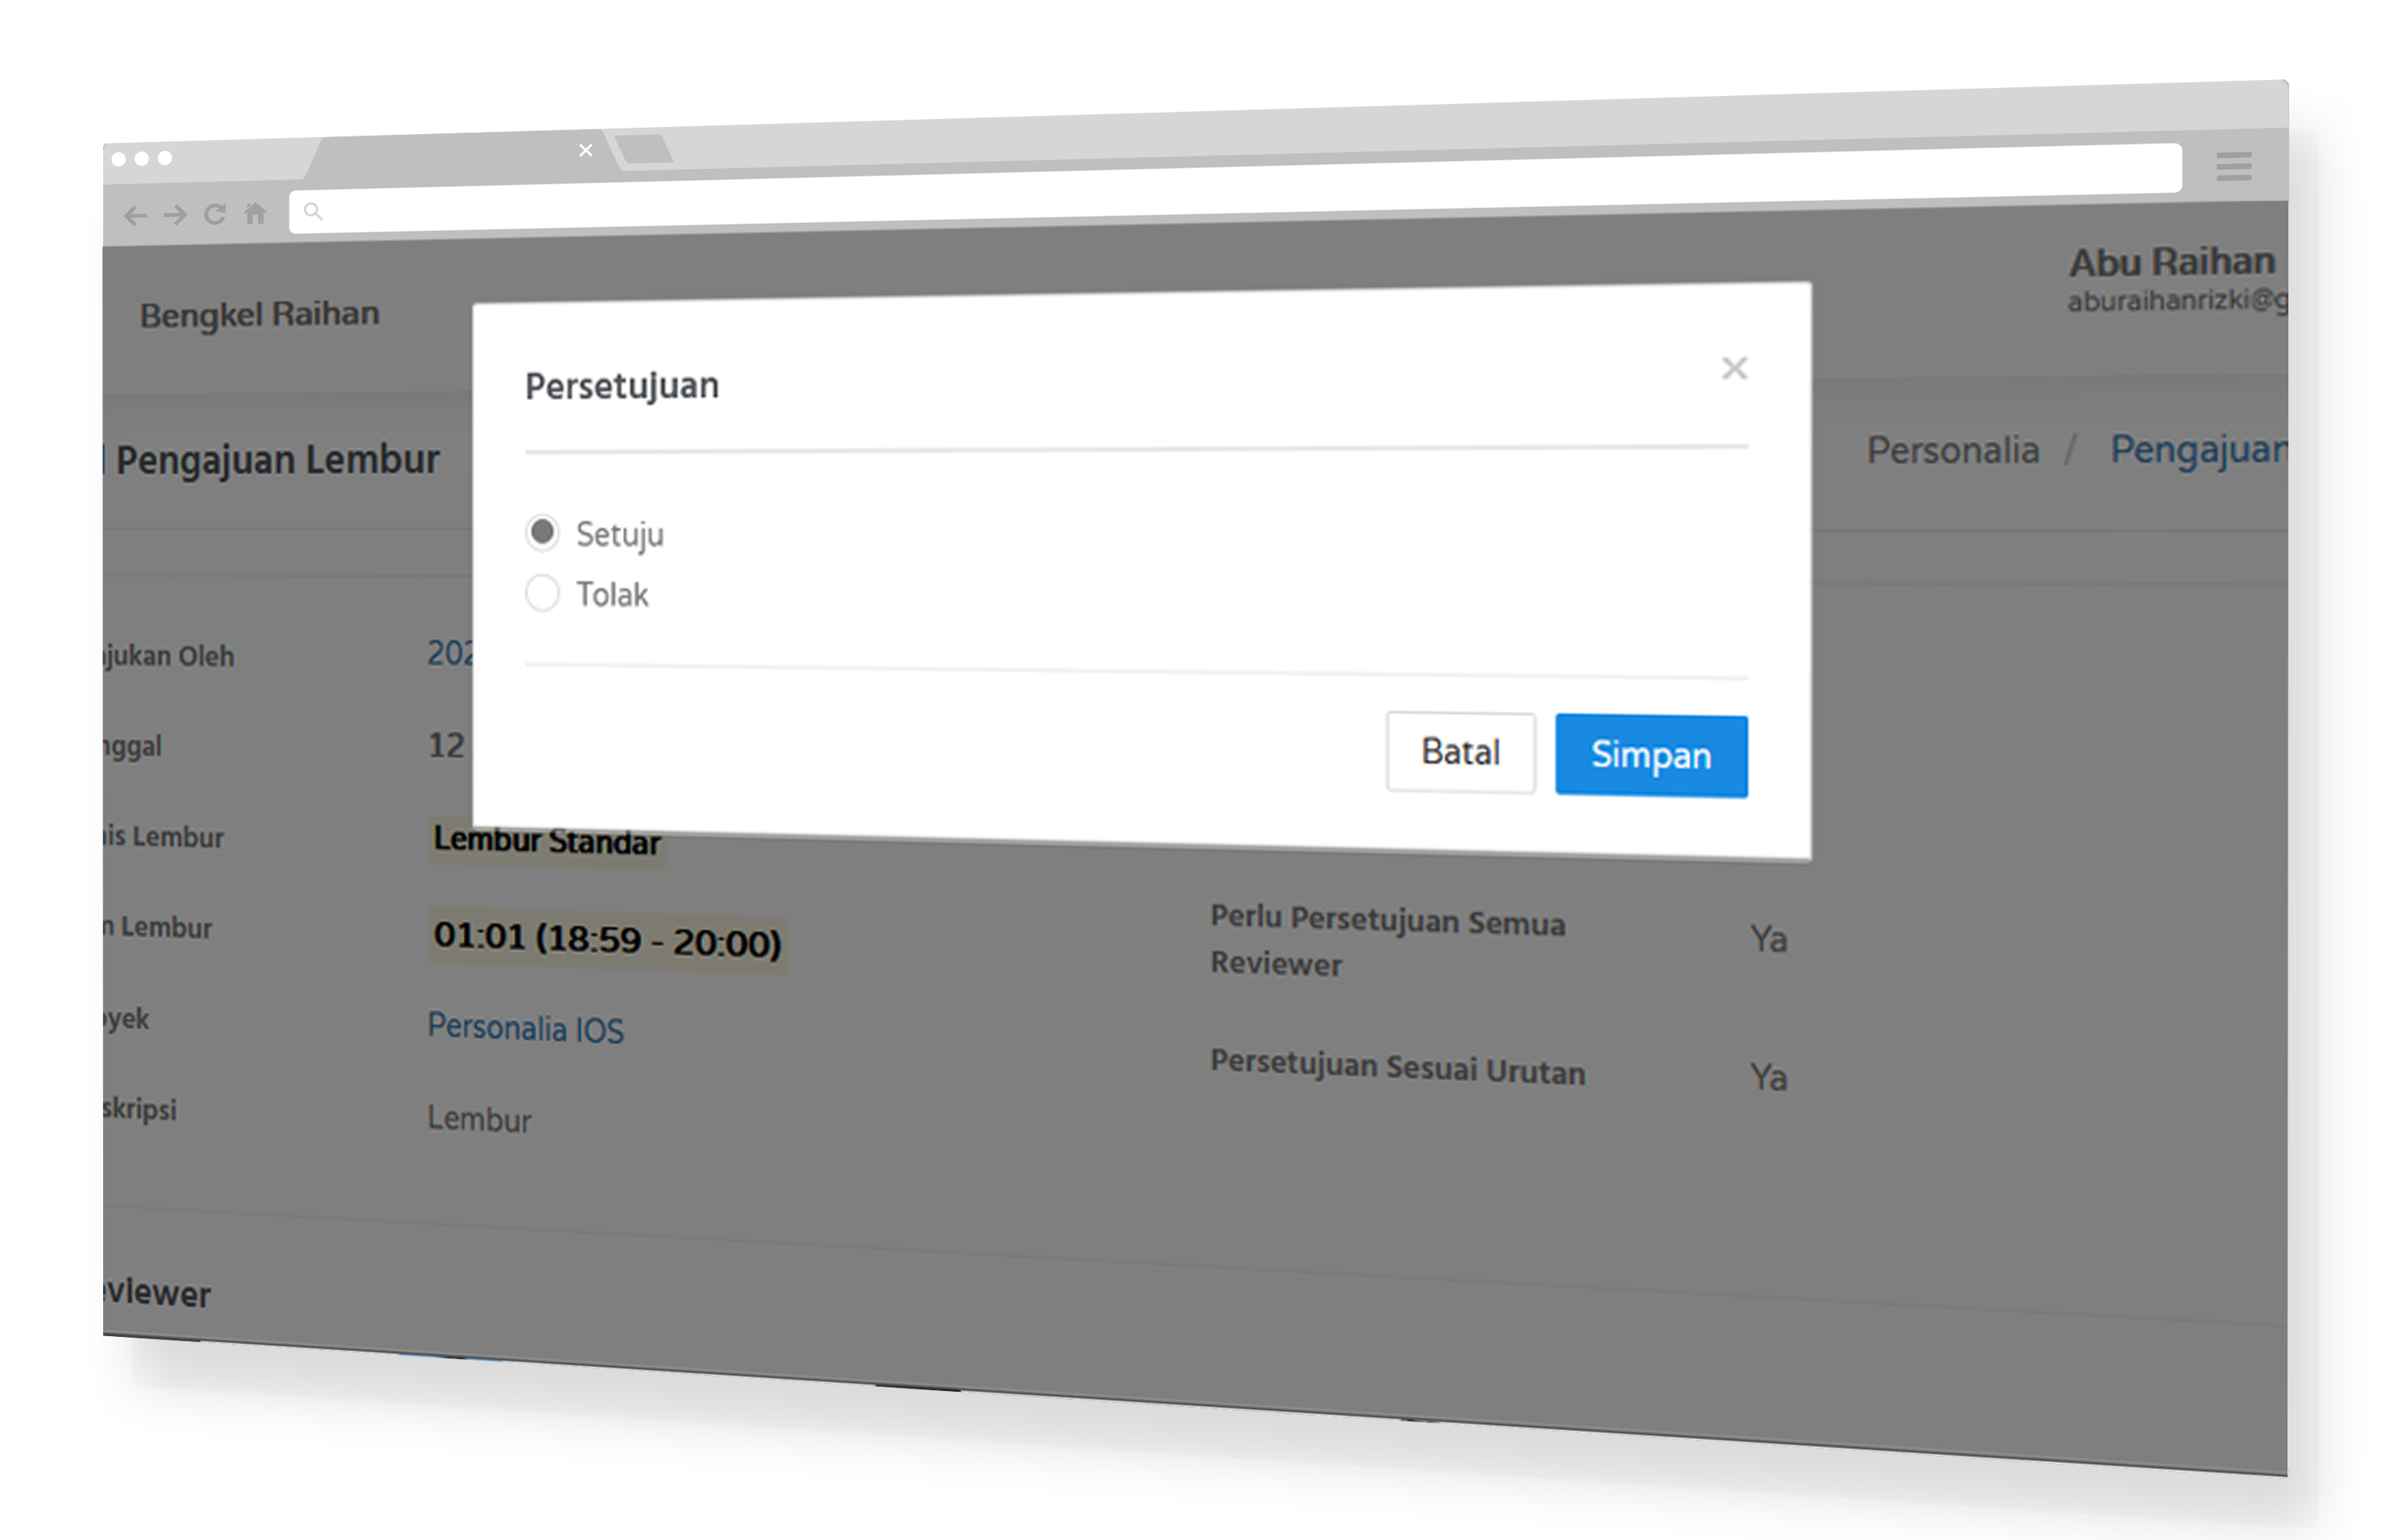 Bengkel Raihan
Abu Raihan
aburaihanrizki@g
Pengajuan Lembur
Personalia / Pengajuan
Persetujuan
Setuju
Tolak
Batal
Simpan
jukan Oleh
202
nggal
12
is Lembur
Lembur Standar
n Lembur
01:01 (18:59 - 20:00)
yek
Personalia IOS
skripsi
Lembur
Perlu Persetujuan Semua
Reviewer
Ya
Persetujuan Sesuai Urutan
Ya
eviewer